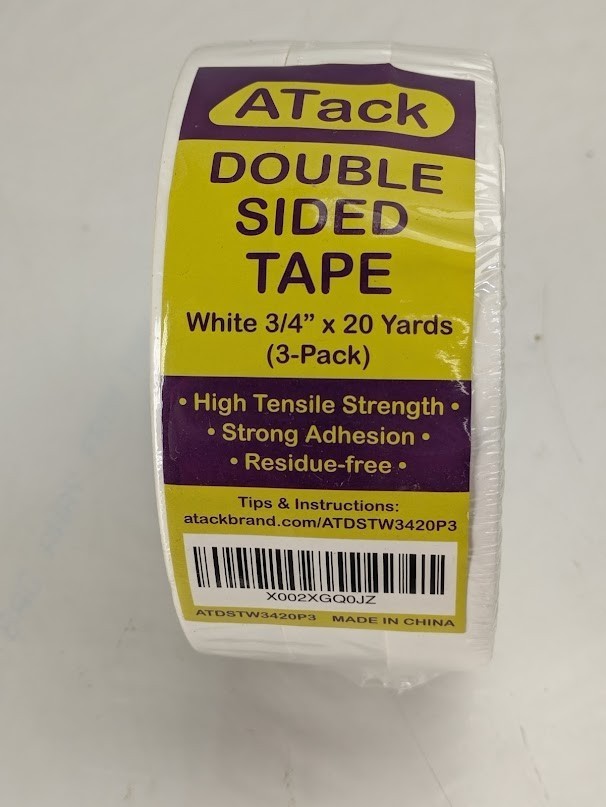 ATack
DOUBLE
SIDED
TAPE
White 3/4” x 20 Yards
(3-Pack)
• High Tensile Strength •
• Strong Adhesion •
• Residue-free •
Tips & Instructions:
atackbrand.com/ATDSTW3420P3
X002XGQ0JZ
ATDSTW3420P3 MADE IN CHINA